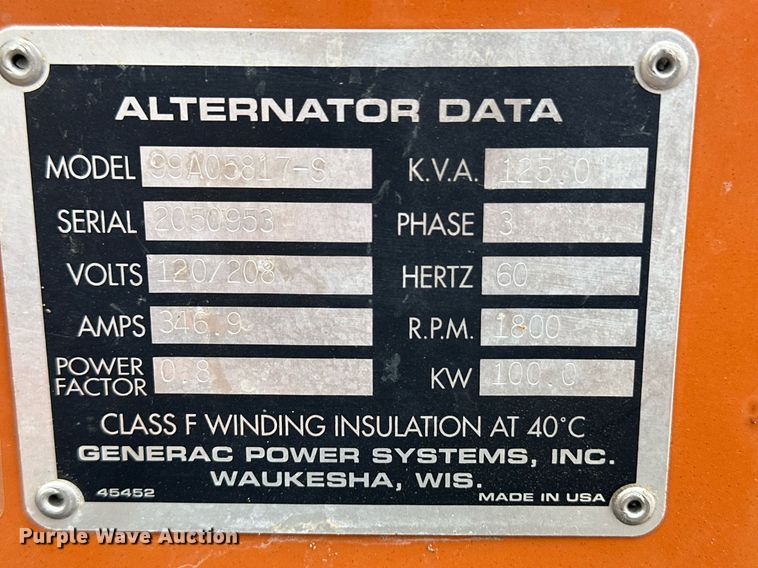 ALTERNATOR DATA
MODEL 99A05817-S K.V.A. 125.0
SERIAL 2050953 PHASE 3
VOLTS 120/208 HERTZ 60
AMPS 346.9 R.P.M. 1800
POWER FACTOR 0.8 KW 100.0
CLASS F WINDING INSULATION AT 40°C
GENERAC POWER SYSTEMS, INC.
WAUKESHA, WIS.
45452 MADE IN USA
Purple Wave Auction